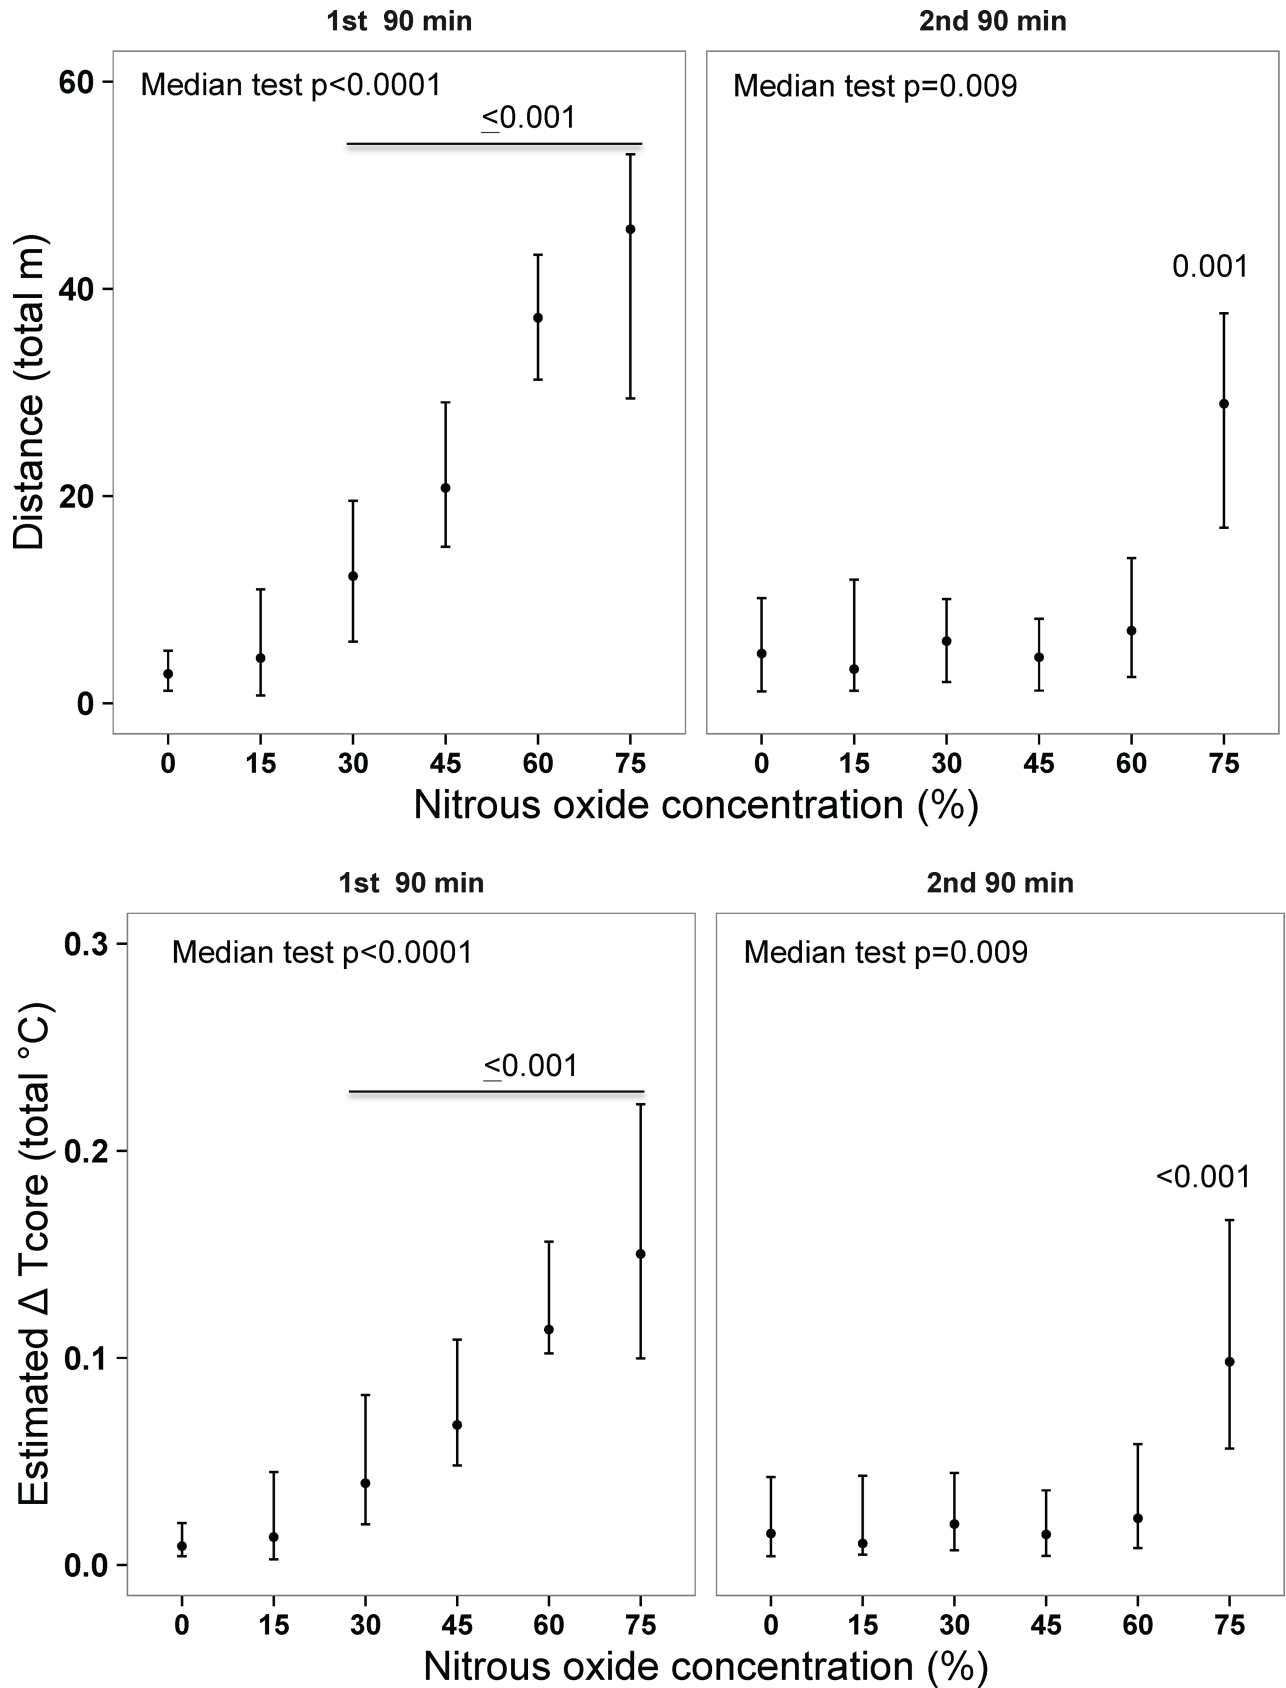 1st 90 min
2nd 90 min
Median test p<0.0001
Median test p=0.009
≤0.001
0.001
60
40
20
0
Distance (total m)
0 15 30 45 60 75
0 15 30 45 60 75
Nitrous oxide concentration (%)
1st 90 min
2nd 90 min
Median test p<0.0001
Median test p=0.009
≤0.001
<0.001
0.3
0.2
0.1
0.0
Estimated Δ Tcore (total °C)
0 15 30 45 60 75
0 15 30 45 60 75
Nitrous oxide concentration (%)